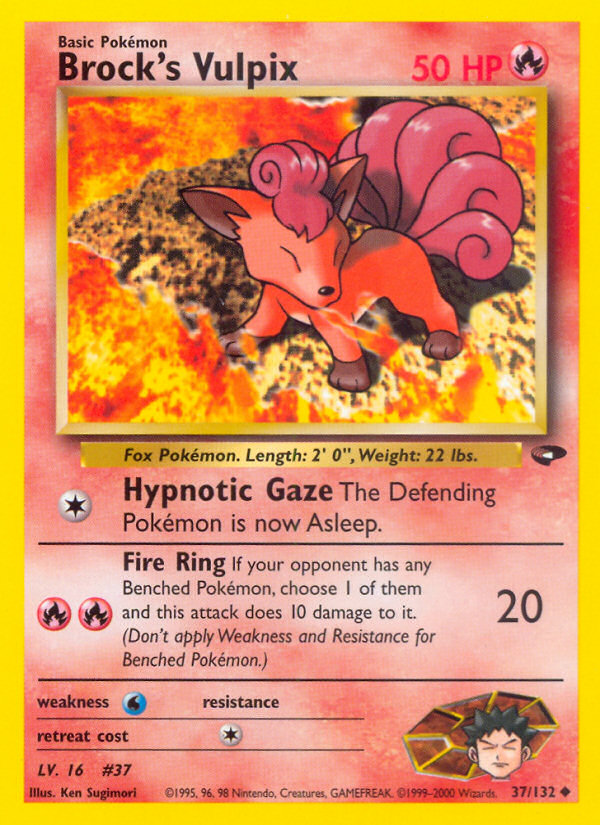 Basic Pokémon
Brock's Vulpix
50 HP
Fox Pokémon. Length: 2' 0", Weight: 22 lbs.
Hypnotic Gaze The Defending
Pokémon is now Asleep.
Fire Ring If your opponent has any
Benched Pokémon, choose 1 of them
and this attack does 10 damage to it.
(Don't apply Weakness and Resistance for
Benched Pokémon.)
20
weakness
resistance
retreat cost
LV. 16 #37
Illus. Ken Sugimori
©1995, 96, 98 Nintendo, Creatures, GAMEFREAK. ©1999-2000 Wizards.
37/132